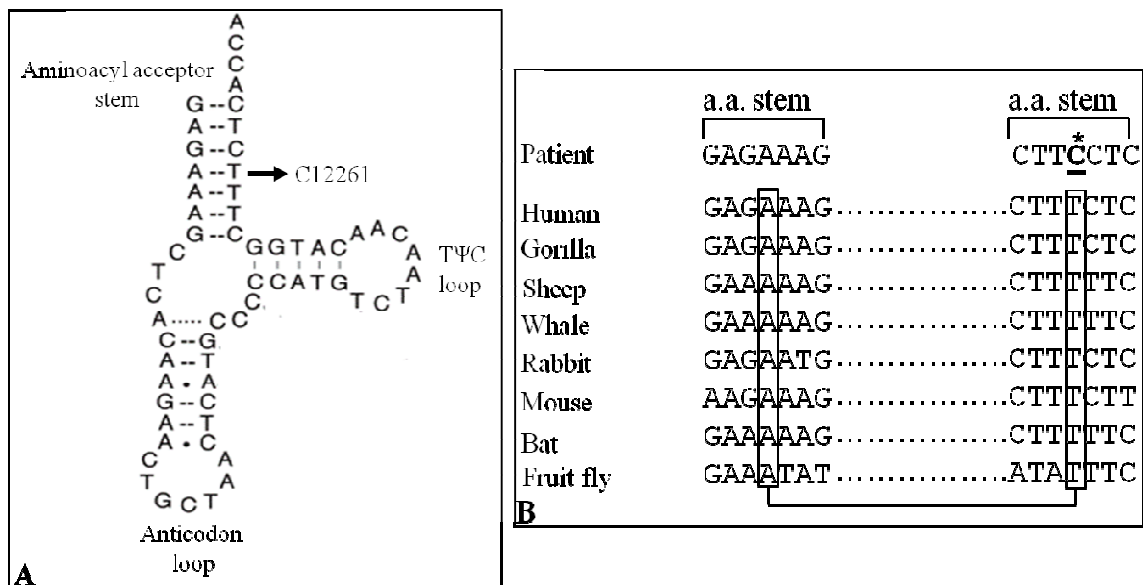 A
C
C
Aminoacyl acceptor C
stem A
G--C
A--T
G--C
A--T C12261
A--T
A--T
G--C GGTAC AAC
C A
T CCATG A TΨC
C C T C T loop
A.....CC
C--G
A--T
A • A
G--C
A--T
A • C
C A
T A
G C T
Anticodon
loop
A
a.a. stem a.a. stem
*
Patient GAGAAAG CTTCCTC
Human GAGAAAG..................CTTTCTC
Gorilla GAGAAAG..................CTTTCTC
Sheep GAAAAAG..................CTTTTTC
Whale GAAAAAG..................CTTTTTC
Rabbit GAGAATG..................CTTTCTC
Mouse AAGAAAG..................CTTTCTT
Bat GAAAAAG..................CTTTTTC
Fruit fly GAAATAT..................ATATTTC
B